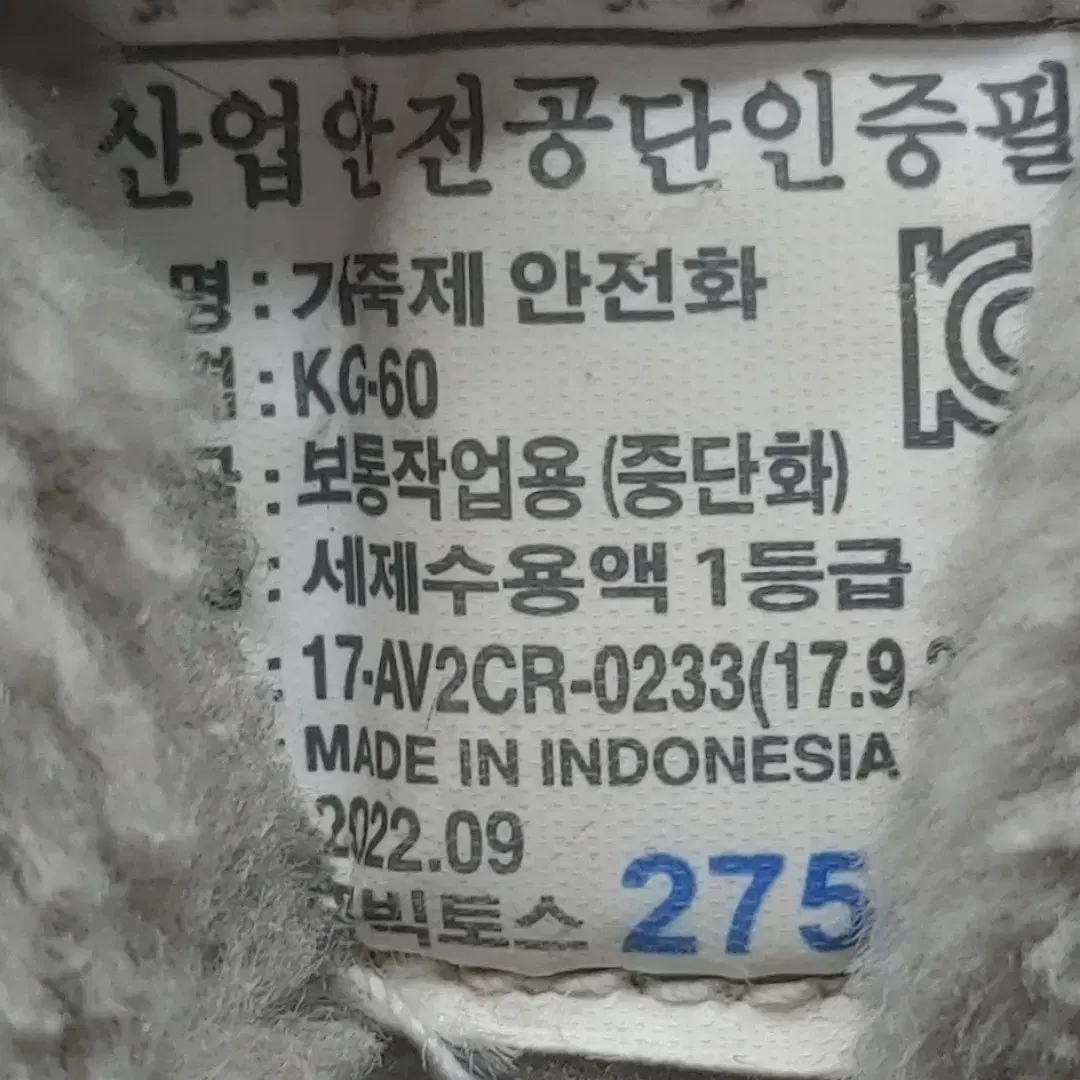 산업안전공단인증필
명 : 가죽제 안전화
: KG-60
: 보통작업용 (중단화)
: 세제수용액 1등급
: 17-AV2CR-0233(17.9.
: MADE IN INDONESIA
2022.09
빅토스 275